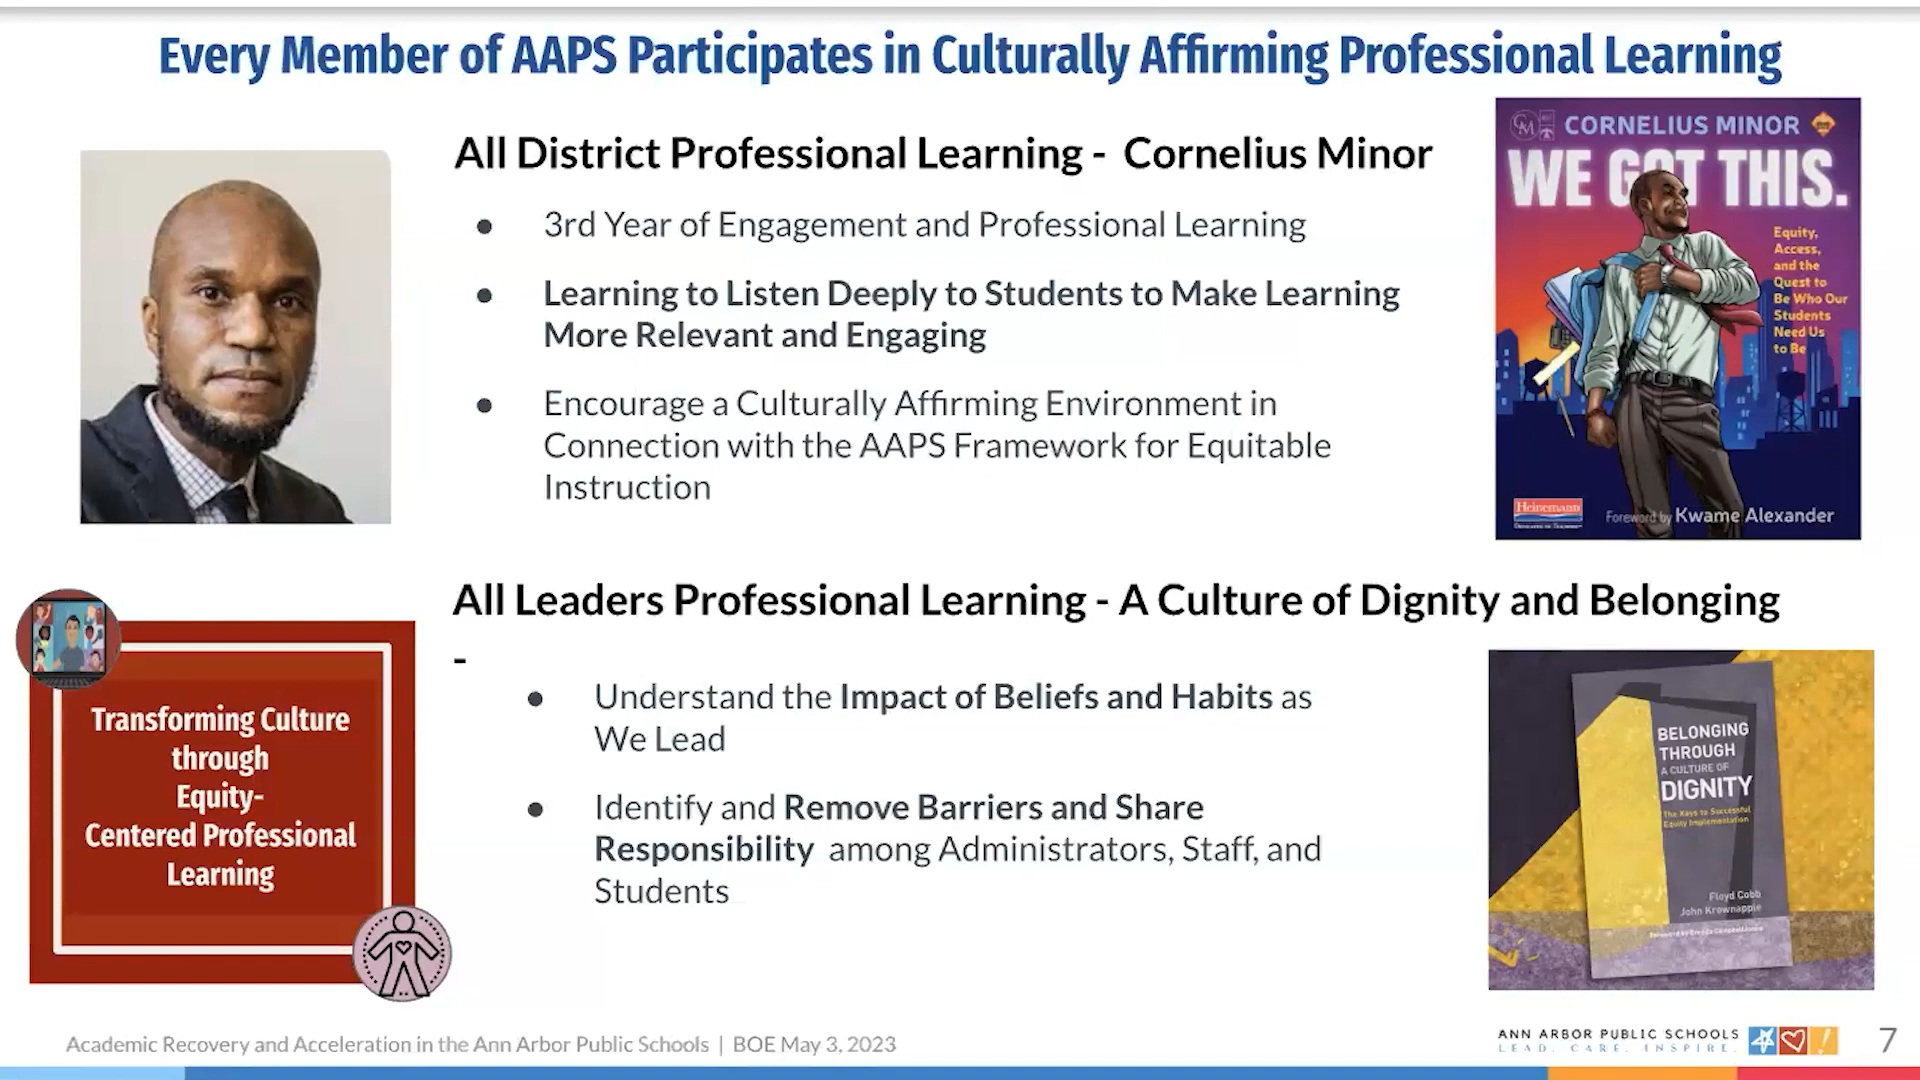 Every Member of AAPS Participates in Culturally Affirming Professional Learning
All District Professional Learning - Cornelius Minor
● 3rd Year of Engagement and Professional Learning
● Learning to Listen Deeply to Students to Make Learning
More Relevant and Engaging
● Encourage a Culturally Affirming Environment in
Connection with the AAPS Framework for Equitable
Instruction
CM
CORNELIUS MINOR
WE GOT THIS.
Equity,
Access,
and the
Quest to
Be Who Our
Students
Need Us
to Be
Heinemann
Foreword by Kwame Alexander
All Leaders Professional Learning - A Culture of Dignity and Belonging
-
● Understand the Impact of Beliefs and Habits as
We Lead
● Identify and Remove Barriers and Share
Responsibility among Administrators, Staff, and
Students
Transforming Culture
through
Equity-
Centered Professional
Learning
BELONGING
THROUGH
A CULTURE OF
DIGNITY
The Keys to Successful
Equity Implementation
Floyd Cobb
John Krownapple
Academic Recovery and Acceleration in the Ann Arbor Public Schools | BOE May 3, 2023
ANN ARBOR PUBLIC SCHOOLS
LEAD. CARE. INSPIRE.
7